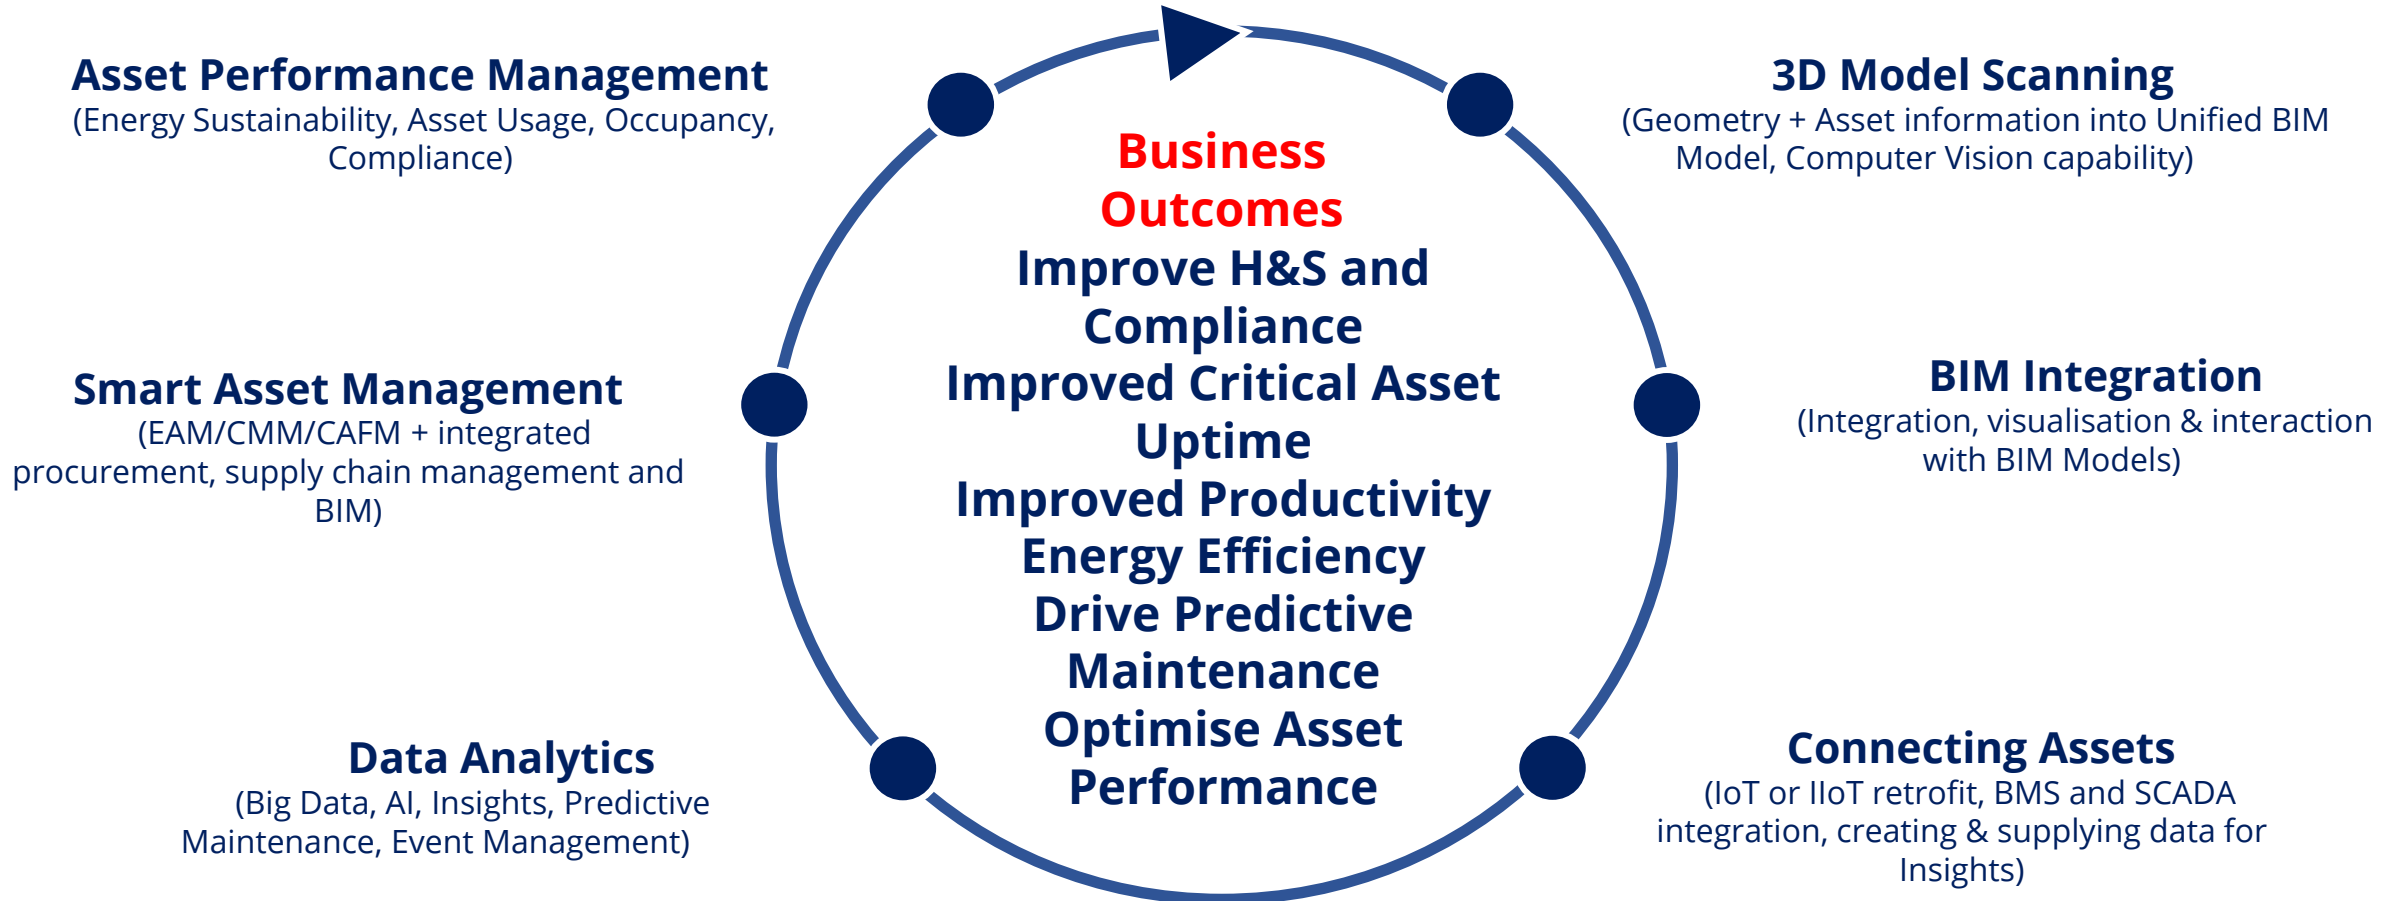 Asset Performance Management
(Energy Sustainability, Asset Usage, Occupancy,
Compliance)
Smart Asset Management
(EAM/CMM/CAFM + integrated
procurement, supply chain management and
BIM)
Data Analytics
(Big Data, AI, Insights, Predictive
Maintenance, Event Management)
Business
Outcomes
Improve H&S and
Compliance
Improved Critical Asset
Uptime
Improved Productivity
Energy Efficiency
Drive Predictive
Maintenance
Optimise Asset
Performance
3D Model Scanning
(Geometry + Asset information into Unified BIM
Model, Computer Vision capability)
BIM Integration
(Integration, visualisation & interaction
with BIM Models)
Connecting Assets
(IoT or IIoT retrofit, BMS and SCADA
integration, creating & supplying data for
Insights)